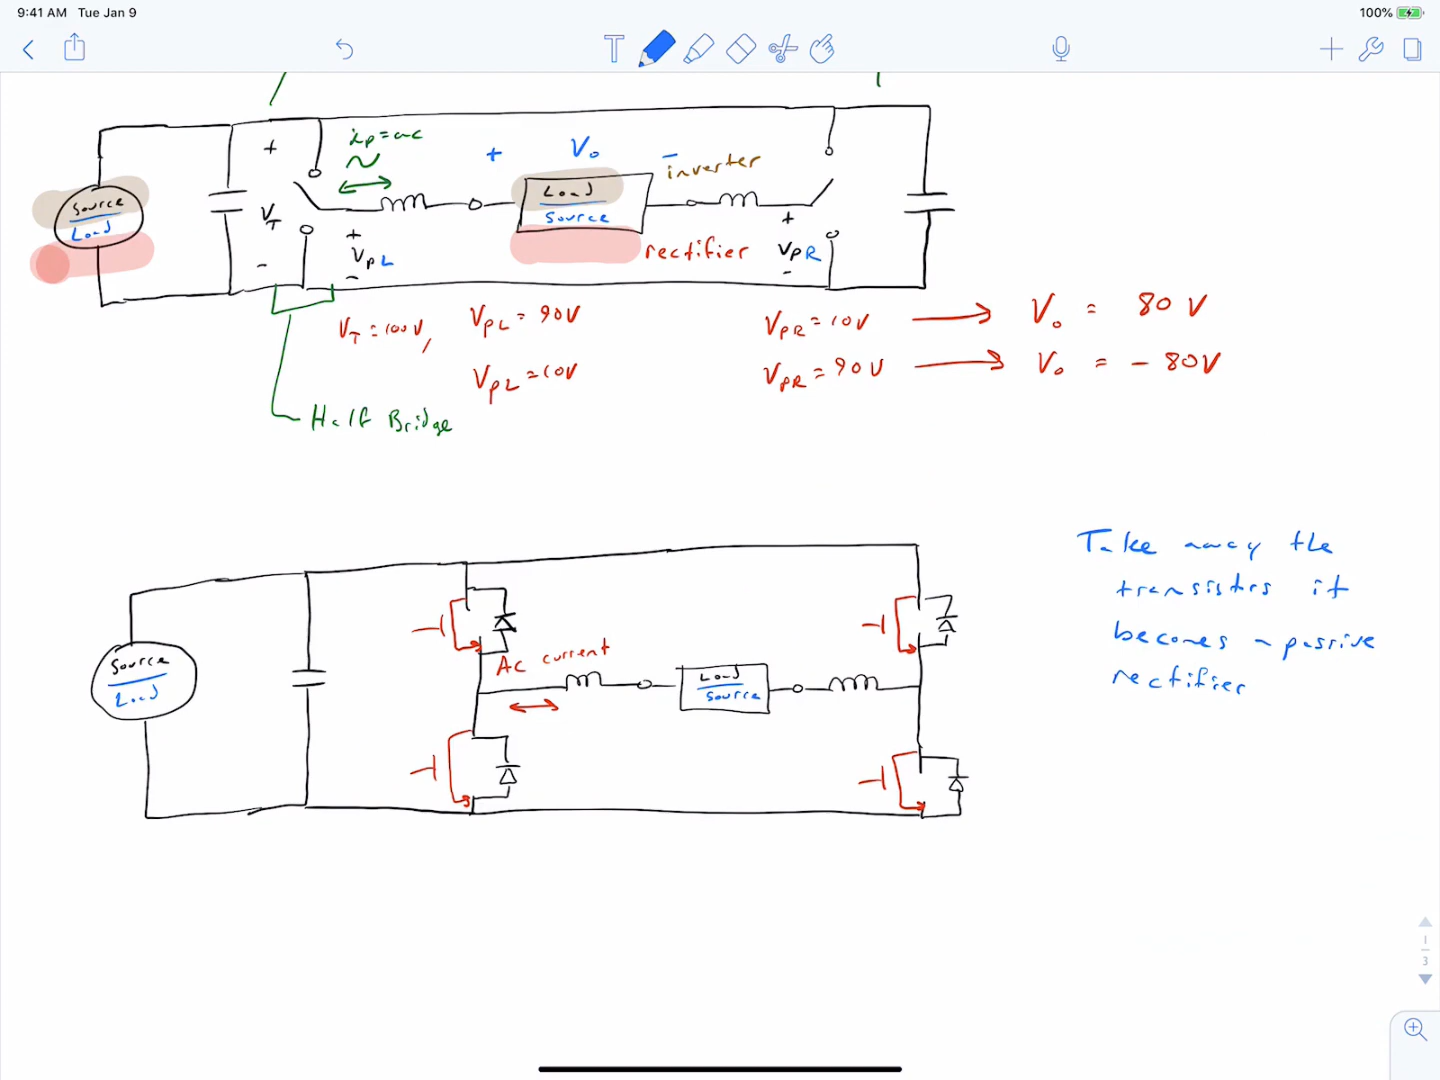 9:41 AM Tue Jan 9
100%
T
ip=ac
+ Vo −
inverter
+
Source
Load
Load
Source
VT
+
VpL
−
rectifier
+
VPR
−
−
VT = 100V,
VPL = 90V
VPR = 10V
Vo = 80 V
VPL = 10V
VPR = 90V
Vo = - 80V
Half Bridge
Take away the
transistors it
becomes a passive
rectifier
Source
Load
Ac current
Load
Source
1
3